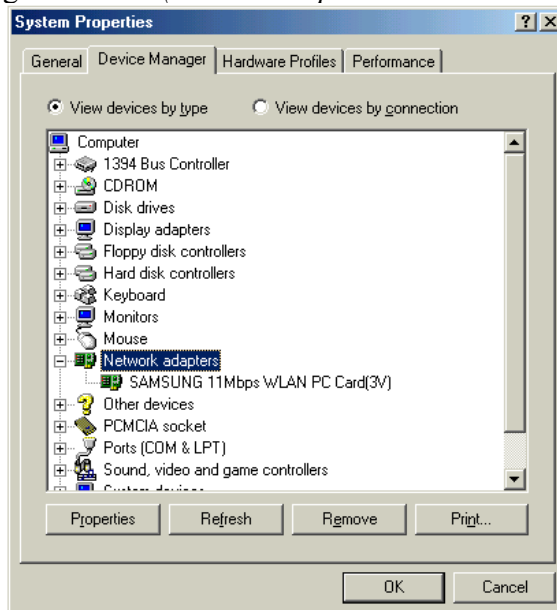 System Properties
General Device Manager Hardware Profiles Performance
View devices by type View devices by connection
Computer
1394 Bus Controller
CDROM
Disk drives
Display adapters
Floppy disk controllers
Hard disk controllers
Keyboard
Monitors
Mouse
Network adapters
SAMSUNG 11Mbps WLAN PC Card(3V)
Other devices
PCMCIA socket
Ports (COM & LPT)
Sound, video and game controllers
Properties Refresh Remove Print...
OK Cancel